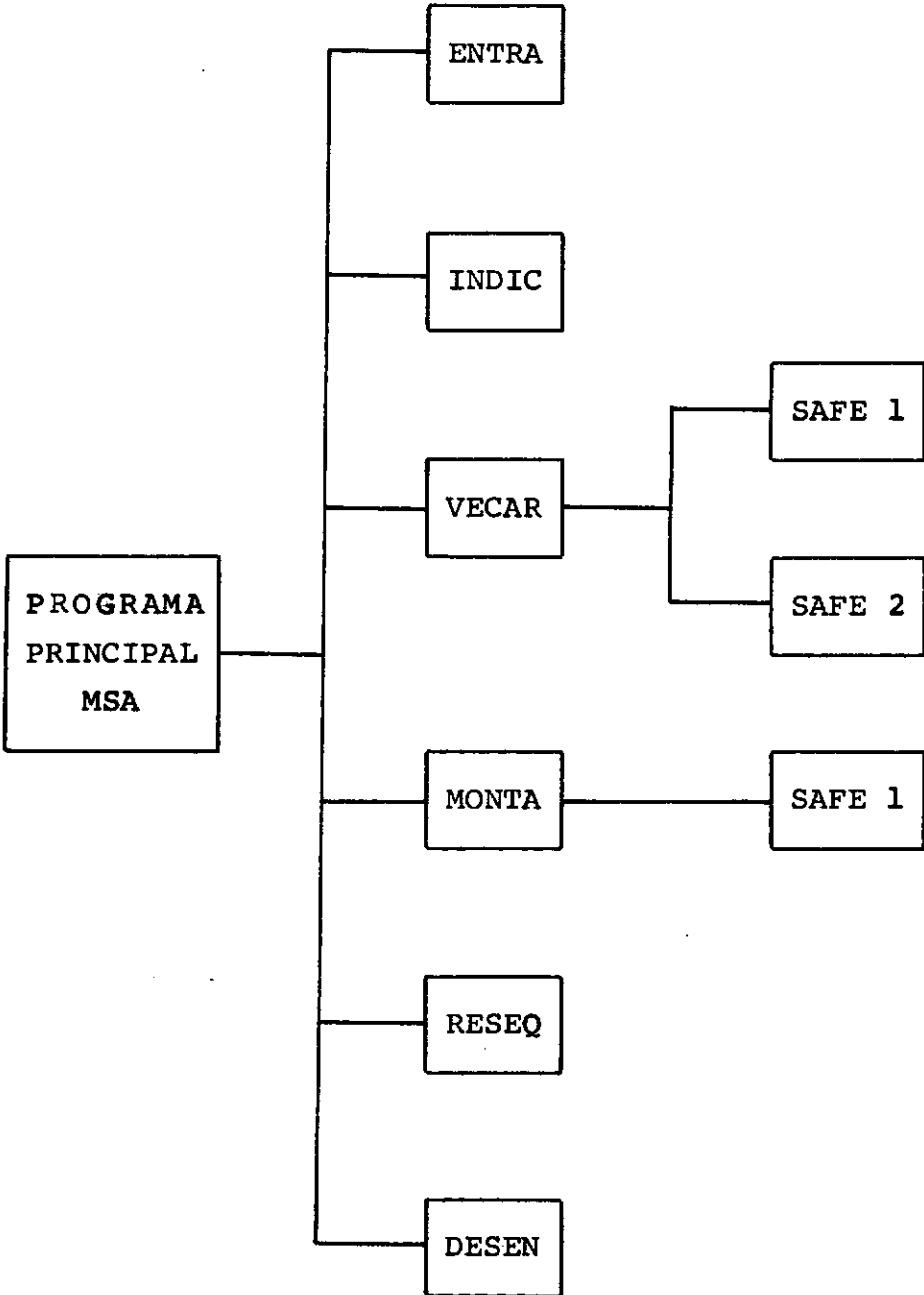 ENTRA
INDIC
SAFE 1
VECAR
SAFE 2
PROGRAMA
PRINCIPAL
MSA
MONTA
SAFE 1
RESEQ
DESEN